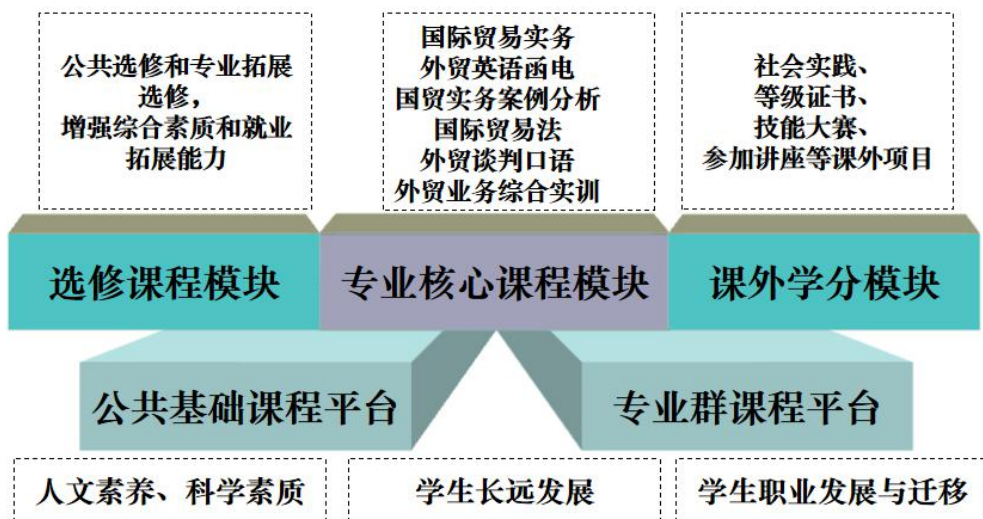 公共选修和专业拓展
选修，
增强综合素质和就业
拓展能力
国际贸易实务
外贸英语函电
国贸实务案例分析
国际贸易法
外贸谈判口语
外贸业务综合实训
社会实践、
等级证书、
技能大赛、
参加讲座等课外项目
选修课程模块
专业核心课程模块
课外学分模块
公共基础课程平台
专业群课程平台
人文素养、科学素质
学生长远发展
学生职业发展与迁移